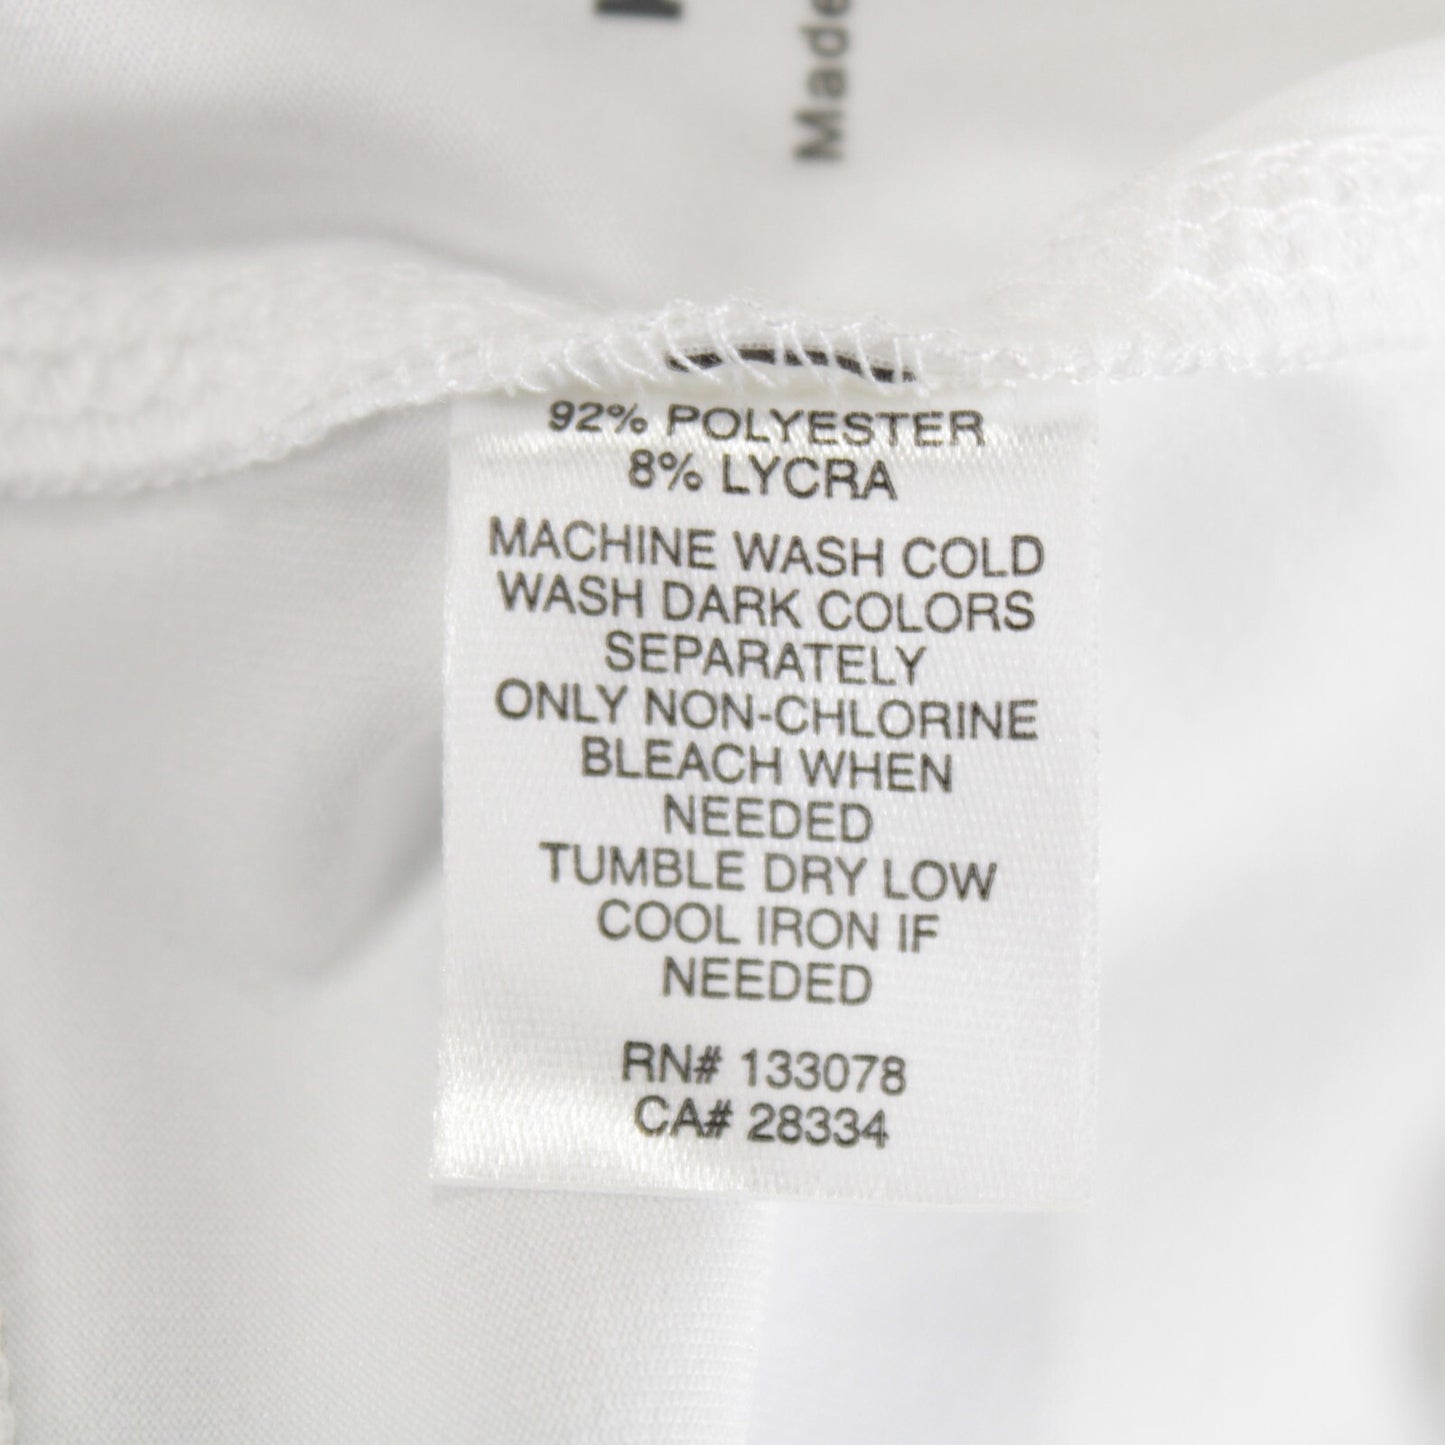 Made
92% POLYESTER
8% LYCRA
MACHINE WASH COLD
WASH DARK COLORS
SEPARATELY
ONLY NON-CHLORINE
BLEACH WHEN
NEEDED
TUMBLE DRY LOW
COOL IRON IF
NEEDED
RN# 133078
CA# 28334